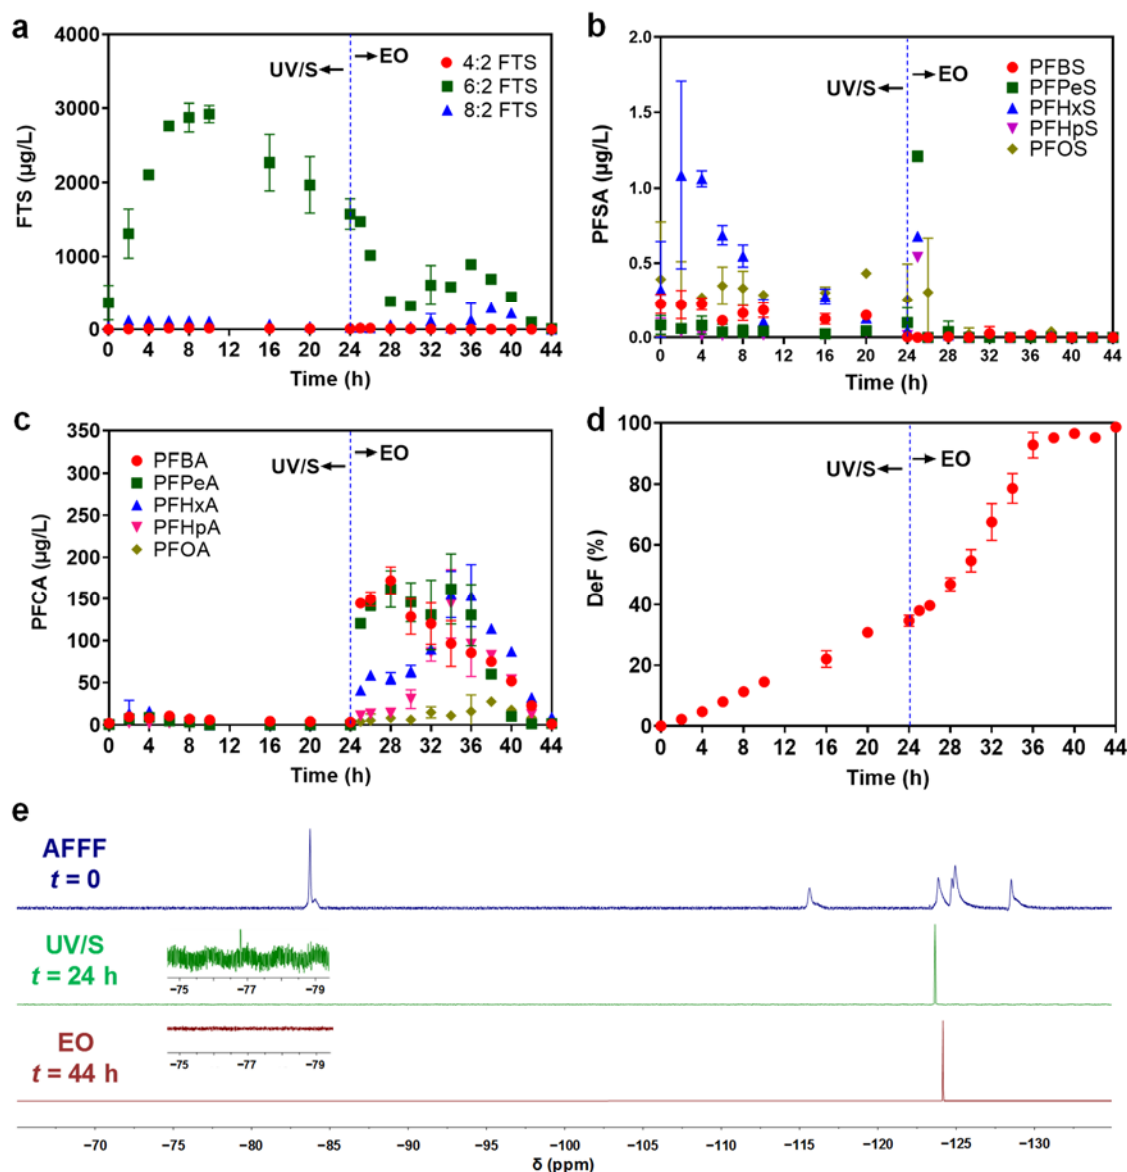 a
4000
3000
2000
1000
0
FTS (µg/L)
UV/S
EO
4:2 FTS
6:2 FTS
8:2 FTS
0 4 8 12 16 20 24 28 32 36 40 44
Time (h)
b
2.0
1.5
1.0
0.5
0.0
PFSA (µg/L)
UV/S
EO
PFBS
PFPeS
PFHxS
PFHpS
PFOS
0 4 8 12 16 20 24 28 32 36 40 44
Time (h)
c
350
300
250
200
150
100
50
0
PFCA (µg/L)
PFBA
PFPeA
PFHxA
PFHpA
PFOA
UV/S
EO
0 4 8 12 16 20 24 28 32 36 40 44
Time (h)
d
100
80
60
40
20
0
DeF (%)
UV/S
EO
0 4 8 12 16 20 24 28 32 36 40 44
Time (h)
e
AFFF
t = 0
UV/S
t = 24 h
−75 −77 −79
EO
t = 44 h
−75 −77 −79
−70 −75 −80 −85 −90 −95 −100 −105 −110 −115 −120 −125 −130
δ (ppm)